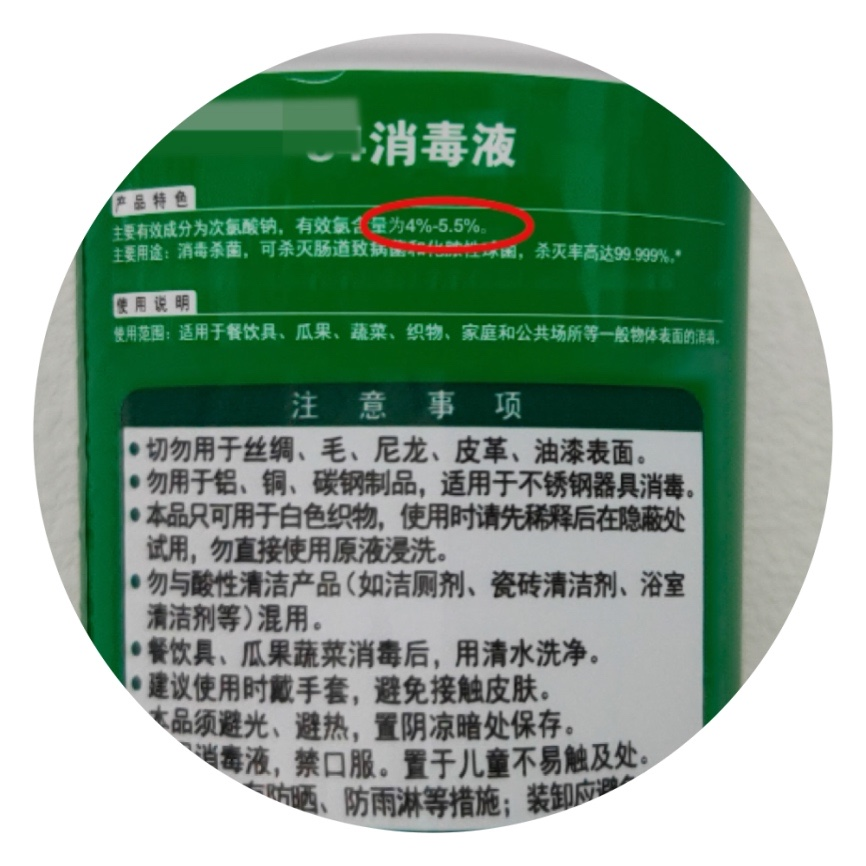 消毒液
产品特色
主要有效成分为次氯酸钠，有效氯含量为4%-5.5%。
主要用途：消毒杀菌，可杀灭肠道致病菌和化脓性球菌，杀灭率高达99.999%。*
使用说明
使用范围：适用于餐饮具、瓜果、蔬菜、织物、家庭和公共场所等一般物体表面的消毒。
注意事项
•切勿用于丝绸、毛、尼龙、皮革、油漆表面。
•勿用于铝、铜、碳钢制品，适用于不锈钢器具消毒。
•本品只可用于白色织物，使用时请先稀释后在隐蔽处
试用，勿直接使用原液浸洗。
•勿与酸性清洁产品（如洁厕剂、瓷砖清洁剂、浴室
清洁剂等）混用。
•餐饮具、瓜果蔬菜消毒后，用清水洗净。
•建议使用时戴手套，避免接触皮肤。
本品须避光、避热，置阴凉暗处保存。
消毒液，禁口服。置于儿童不易触及处。
防晒、防雨淋等措施；装卸应避